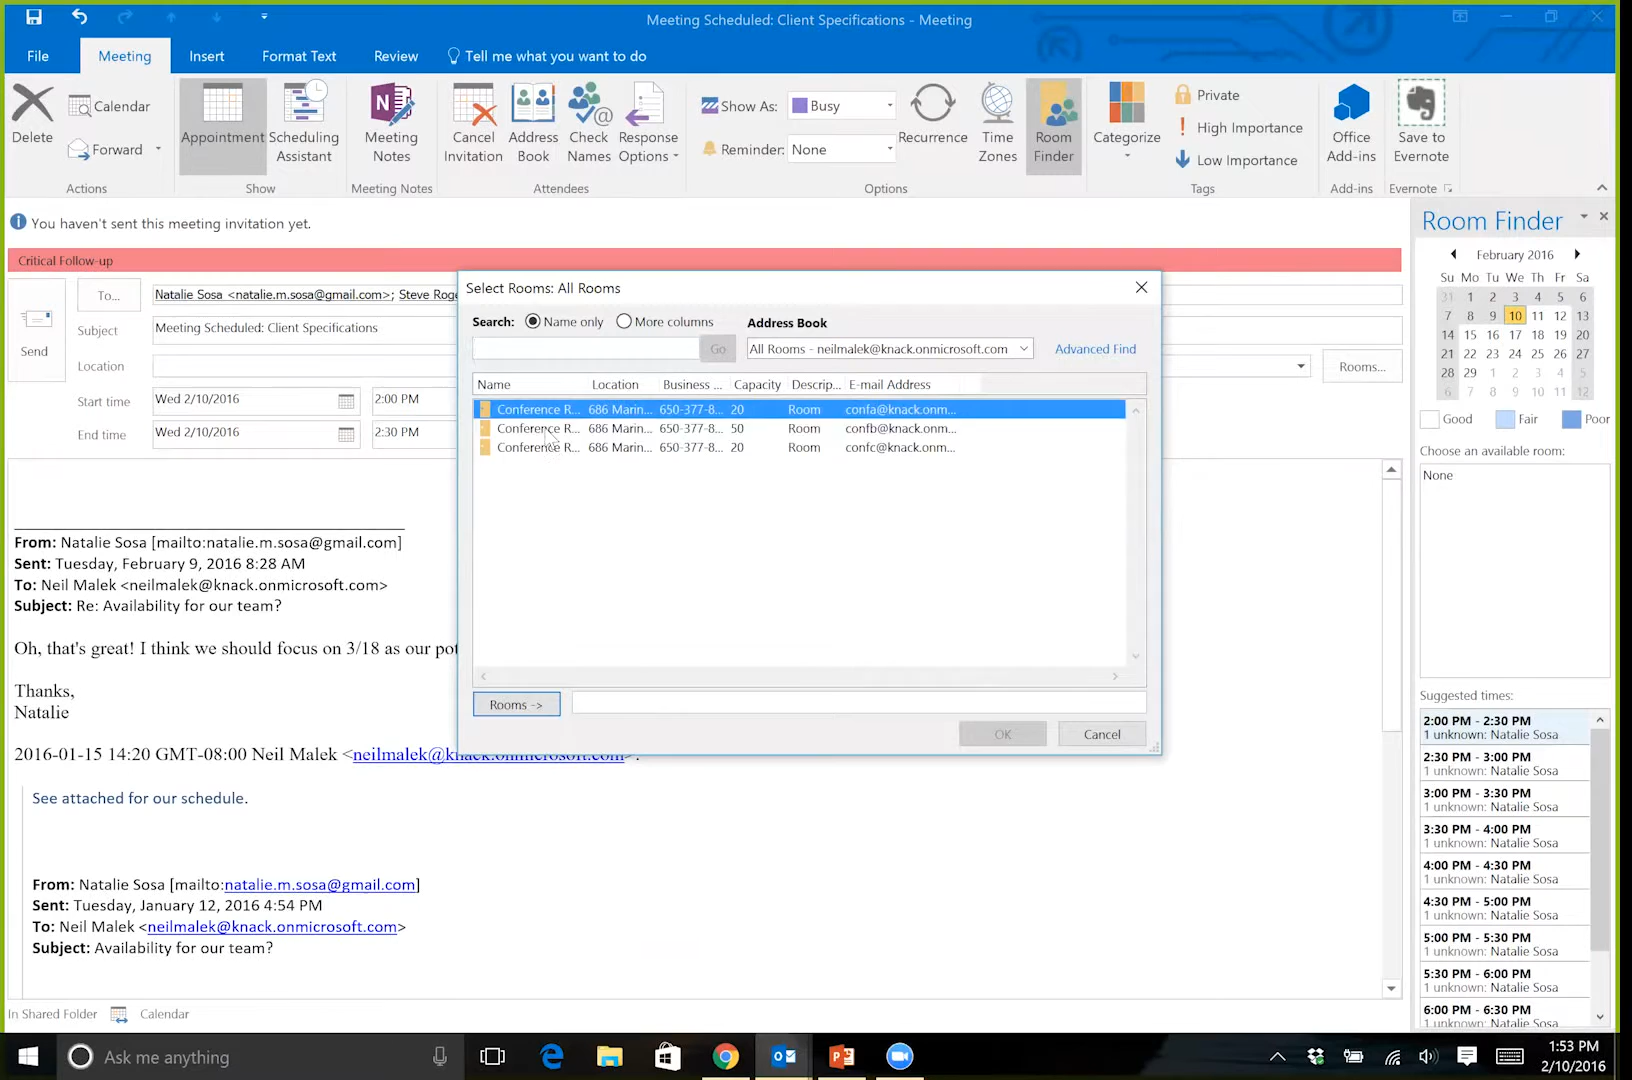 Meeting Scheduled: Client Specifications - Meeting
File Meeting Insert Format Text Review Tell me what you want to do
Delete
Calendar
Forward
Actions
Appointment
Scheduling Assistant
Show
Meeting Notes
Meeting Notes
Cancel Invitation
Address Book
Check Names
Response Options
Attendees
Show As: Busy
Reminder: None
Recurrence
Time Zones
Room Finder
Options
Categorize
Private
High Importance
Low Importance
Tags
Office Add-ins
Add-ins
Save to Evernote
Evernote
You haven't sent this meeting invitation yet.
Critical Follow-up
Send
To... Natalie Sosa <natalie.m.sosa@gmail.com>; Steve Roge
Subject Meeting Scheduled: Client Specifications
Location
Rooms...
Start time Wed 2/10/2016 2:00 PM
End time Wed 2/10/2016 2:30 PM
From: Natalie Sosa [mailto:natalie.m.sosa@gmail.com]
Sent: Tuesday, February 9, 2016 8:28 AM
To: Neil Malek <neilmalek@knack.onmicrosoft.com>
Subject: Re: Availability for our team?
Oh, that's great! I think we should focus on 3/18 as our pot
Thanks,
Natalie
2016-01-15 14:20 GMT-08:00 Neil Malek <neilmalek@knack.onmicrosoft.com>:
See attached for our schedule.
From: Natalie Sosa [mailto:natalie.m.sosa@gmail.com]
Sent: Tuesday, January 12, 2016 4:54 PM
To: Neil Malek <neilmalek@knack.onmicrosoft.com>
Subject: Availability for our team?
In Shared Folder Calendar
Select Rooms: All Rooms
Search: Name only More columns Address Book
Go All Rooms - neilmalek@knack.onmicrosoft.com Advanced Find
Name Location Business ... Capacity Descrip... E-mail Address
Conference R... 686 Marin... 650-377-8... 20 Room confa@knack.onm...
Conference R... 686 Marin... 650-377-8... 50 Room confb@knack.onm...
Conference R... 686 Marin... 650-377-8... 20 Room confc@knack.onm...
Rooms ->
OK Cancel
Room Finder
February 2016
Su Mo Tu We Th Fr Sa
31 1 2 3 4 5 6
7 8 9 10 11 12 13
14 15 16 17 18 19 20
21 22 23 24 25 26 27
28 29 1 2 3 4 5
6 7 8 9 10 11 12
Good Fair Poor
Choose an available room:
None
Suggested times:
2:00 PM - 2:30 PM
1 unknown: Natalie Sosa
2:30 PM - 3:00 PM
1 unknown: Natalie Sosa
3:00 PM - 3:30 PM
1 unknown: Natalie Sosa
3:30 PM - 4:00 PM
1 unknown: Natalie Sosa
4:00 PM - 4:30 PM
1 unknown: Natalie Sosa
4:30 PM - 5:00 PM
1 unknown: Natalie Sosa
5:00 PM - 5:30 PM
1 unknown: Natalie Sosa
5:30 PM - 6:00 PM
1 unknown: Natalie Sosa
6:00 PM - 6:30 PM
1 unknown: Natalie Sosa
Ask me anything
1:53 PM
2/10/2016